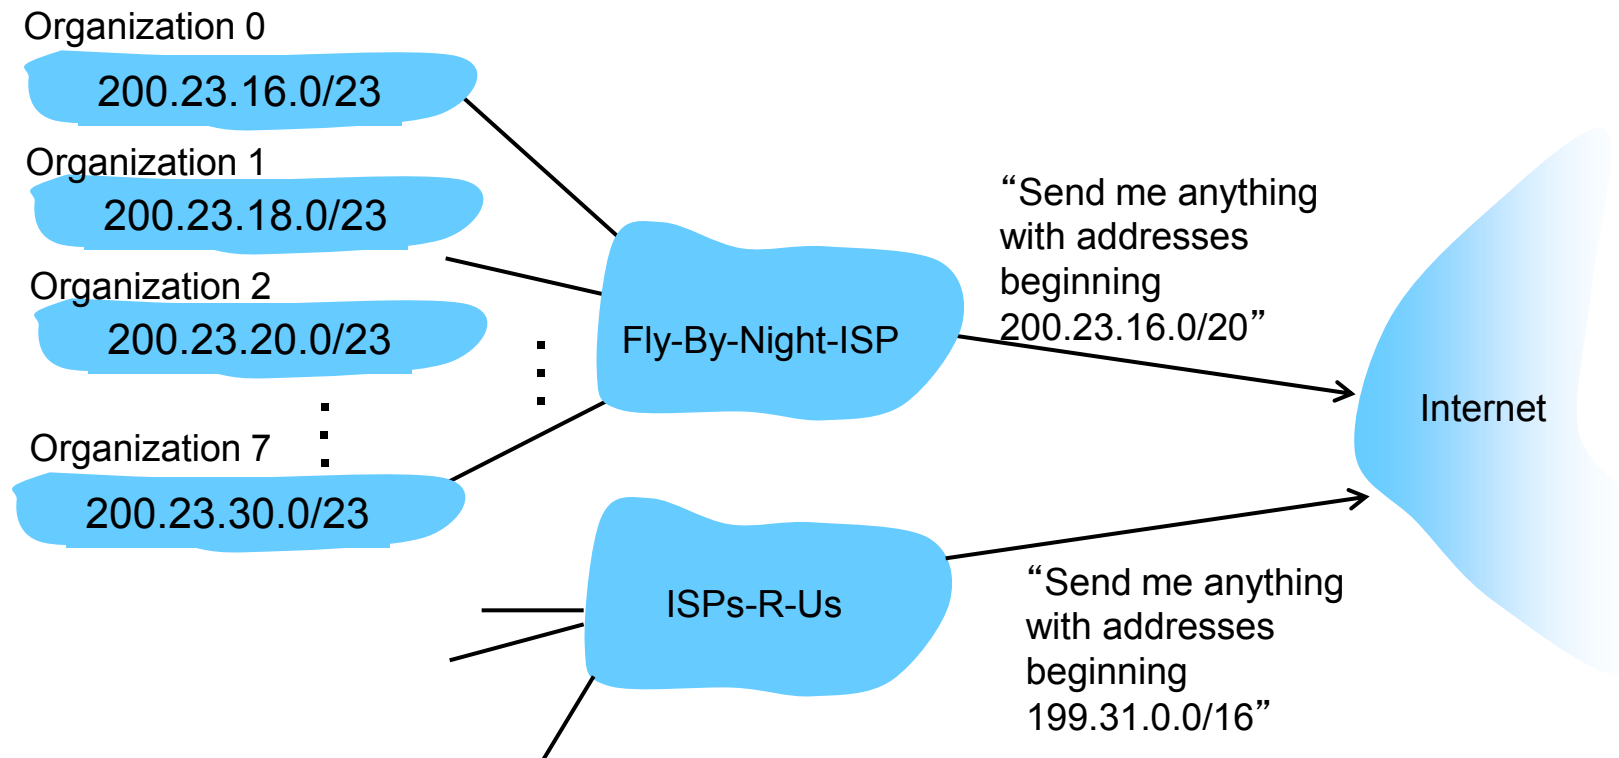 Organization 0
200.23.16.0/23
Organization 1
200.23.18.0/23
Organization 2
200.23.20.0/23
Organization 7
200.23.30.0/23
Fly-By-Night-ISP
“Send me anything
with addresses
beginning
200.23.16.0/20”
Internet
ISPs-R-Us
“Send me anything
with addresses
beginning
199.31.0.0/16”